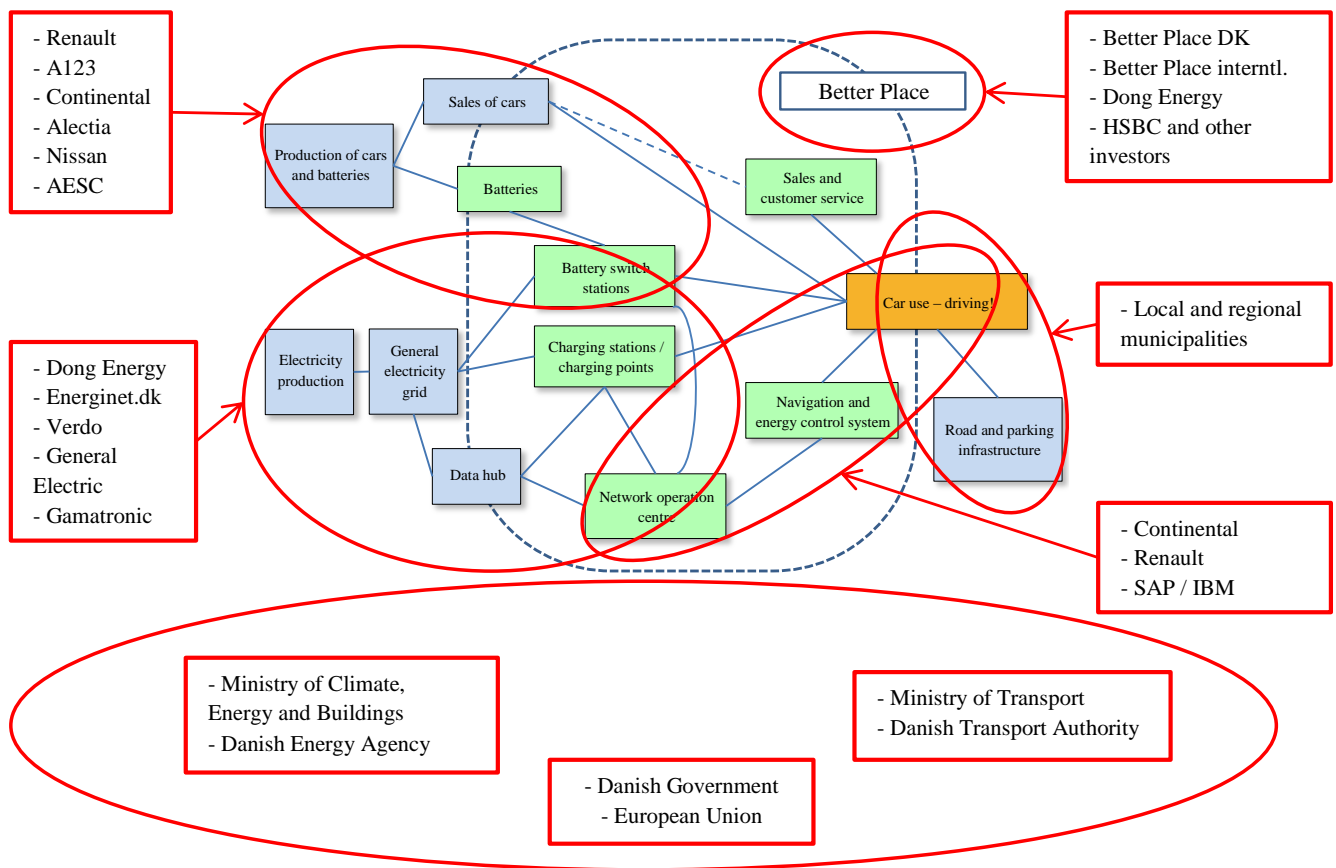 - Renault
- A123
- Continental
- Alectia
- Nissan
- AESC
Sales of cars
Production of cars
and batteries
Batteries
Better Place
- Better Place DK
- Better Place interntl.
- Dong Energy
- HSBC and other
investors
Sales and
customer service
Battery switch
stations
Car use – driving!
- Local and regional
municipalities
- Dong Energy
- Energinet.dk
- Verdo
- General
Electric
- Gamatronic
Electricity
production
General
electricity
grid
Charging stations /
charging points
Navigation and
energy control system
Road and parking
infrastructure
Data hub
Network operation
centre
- Continental
- Renault
- SAP / IBM
- Ministry of Climate,
Energy and Buildings
- Danish Energy Agency
- Ministry of Transport
- Danish Transport Authority
- Danish Government
- European Union